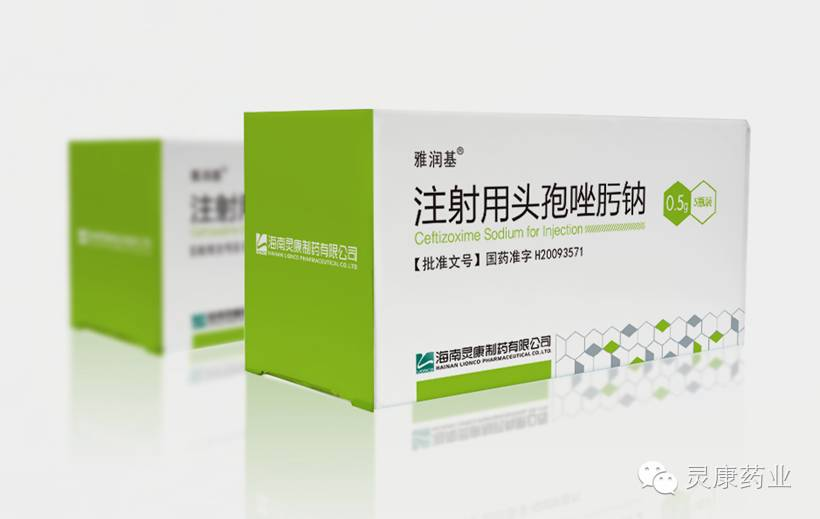 雅润基®
注射用头孢唑肟钠
Ceftizoxime Sodium for Injection
0.5g
5瓶装
【批准文号】国药准字 H20093571
海南灵康制药有限公司
HAINAN LIONCO PHARMACEUTICAL CO.,LTD.
LIONCO
海南灵康制药有限公司
HAINAN LIONCO PHARMACEUTICAL CO.,LTD.
雅润基®
注射用
灵康药业